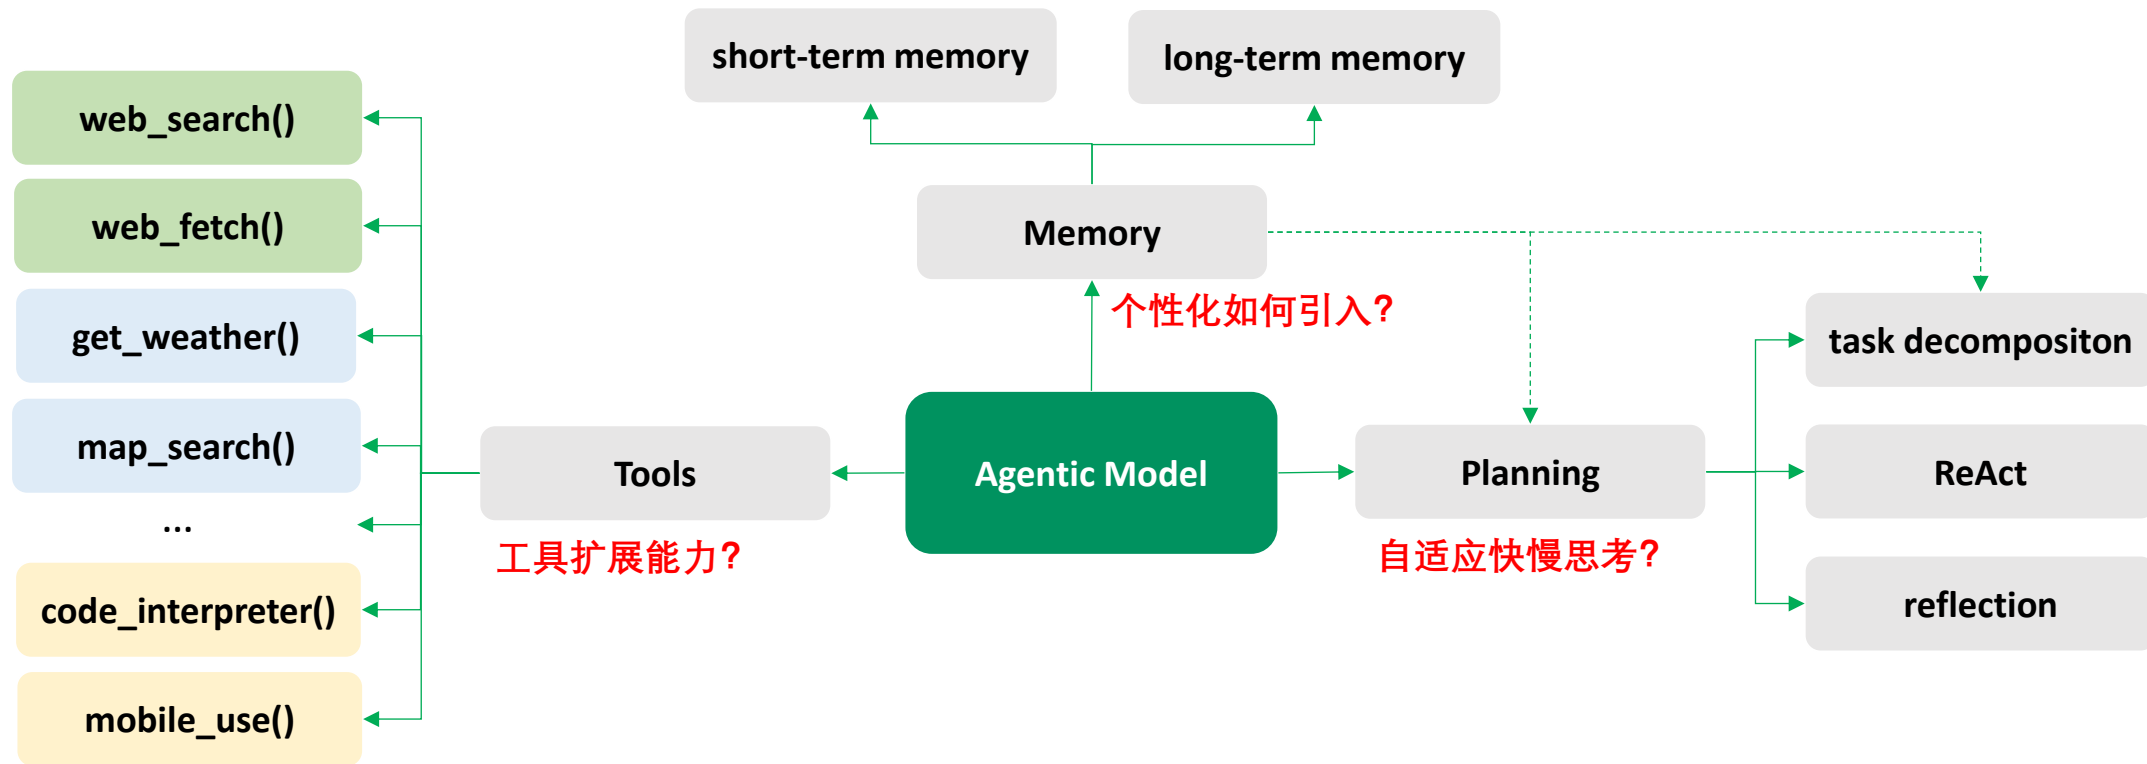 short-term memory
long-term memory
web_search()
web_fetch()
Memory
个性化如何引入?
get_weather()
task decompositon
map_search()
Tools
Agentic Model
Planning
ReAct
...
工具扩展能力?
自适应快慢思考?
code_interpreter()
reflection
mobile_use()